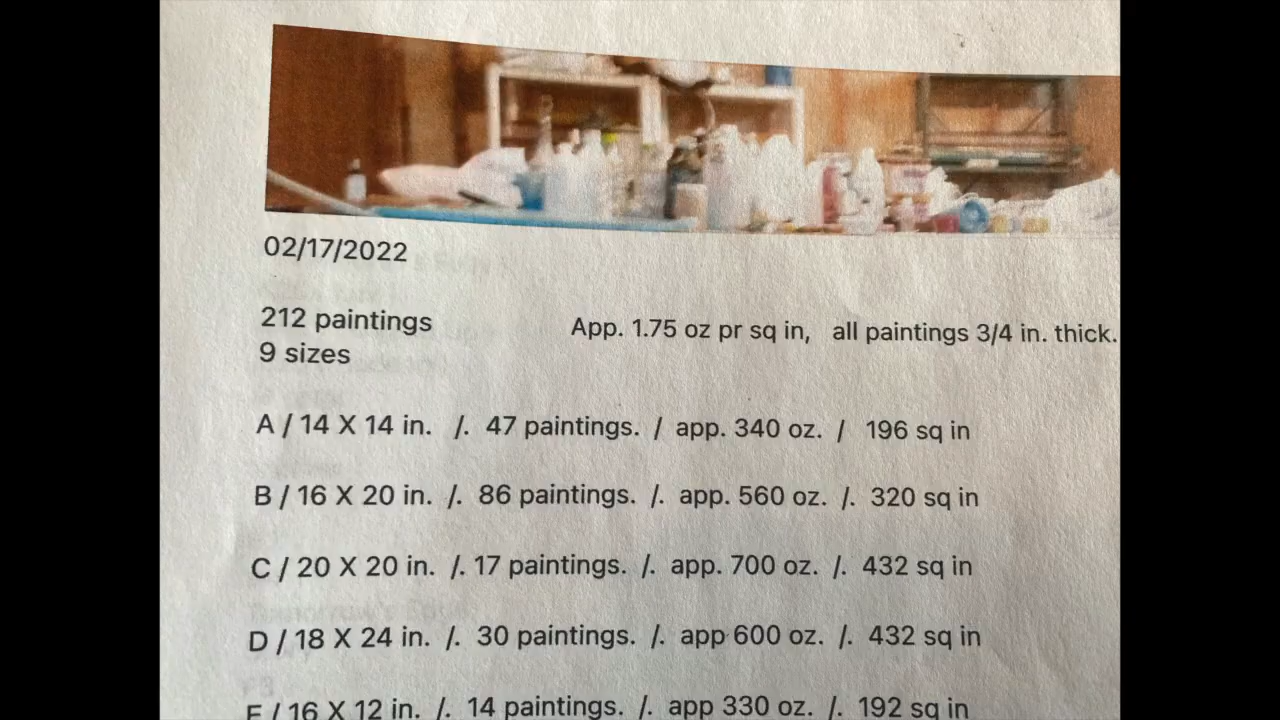 02/17/2022
212 paintings App. 1.75 oz pr sq in, all paintings 3/4 in. thick.
9 sizes
A / 14 X 14 in. /. 47 paintings. / app. 340 oz. / 196 sq in
B / 16 X 20 in. /. 86 paintings. /. app. 560 oz. /. 320 sq in
C / 20 X 20 in. /. 17 paintings. /. app. 700 oz. /. 432 sq in
D / 18 X 24 in. /. 30 paintings. /. app 600 oz. /. 432 sq in
E / 16 X 12 in. /. 14 paintings. /. app 330 oz. /. 192 sq in